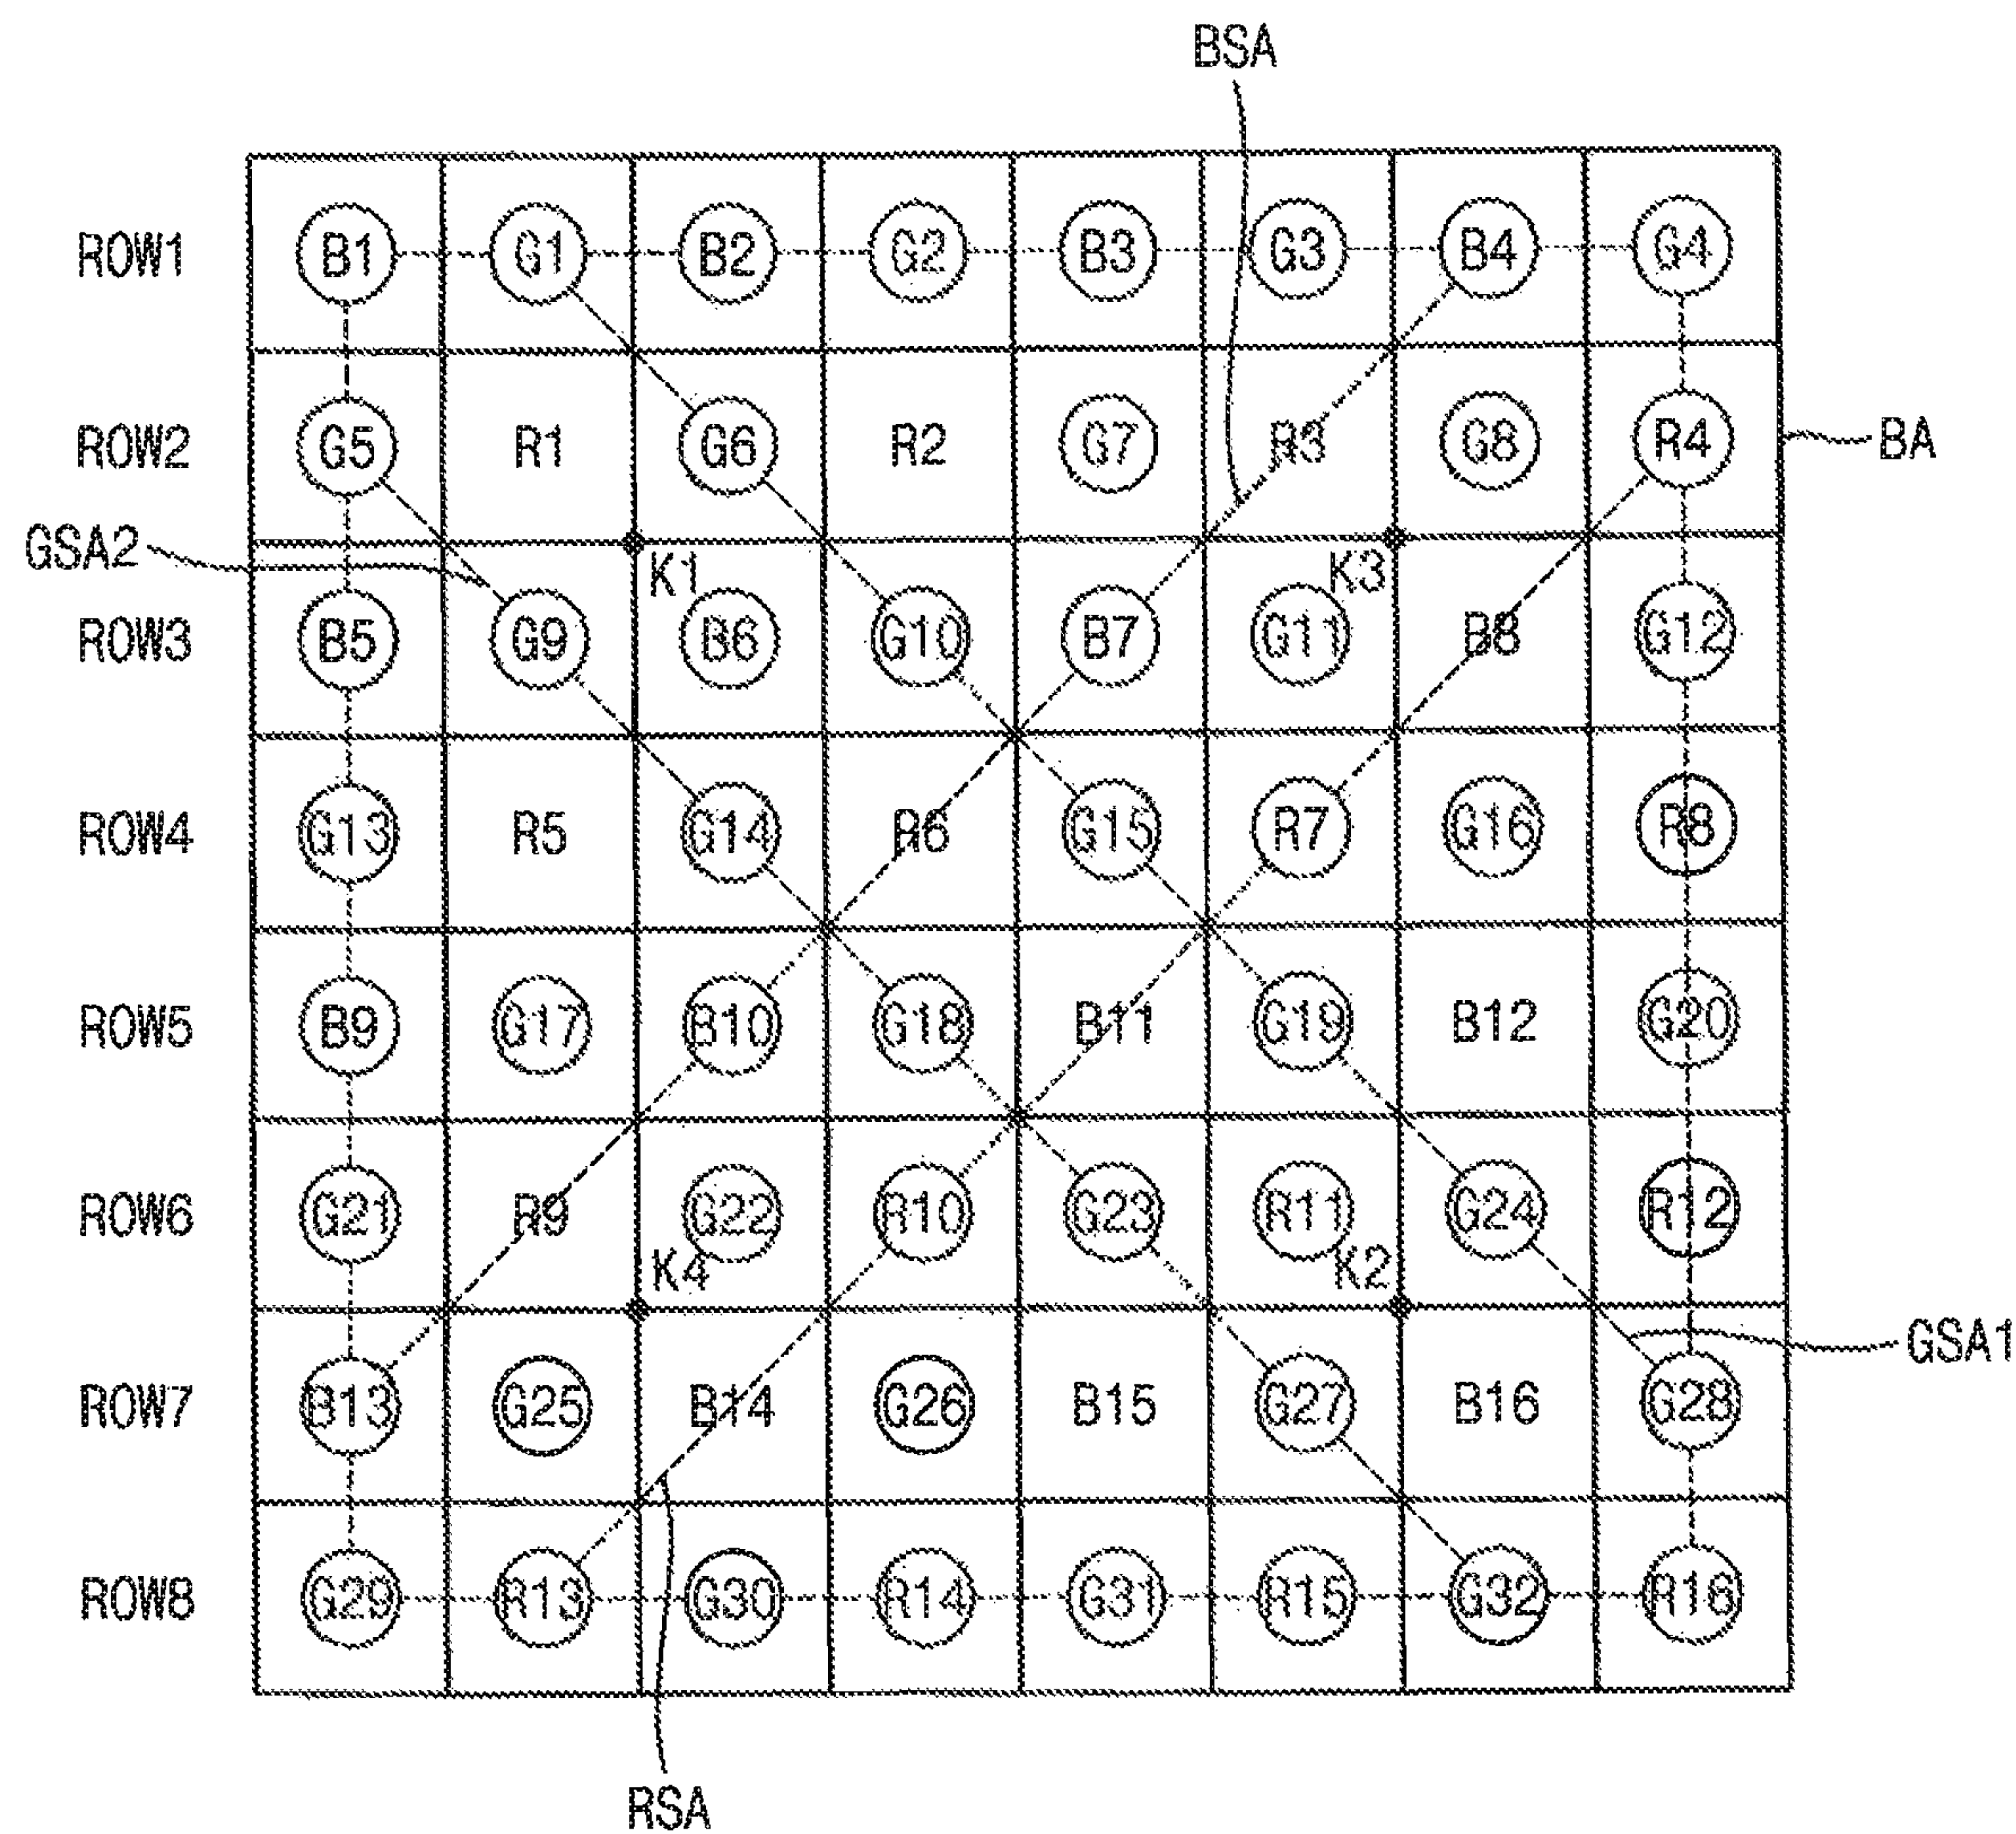 BSA
ROW1 B1 G1 B2 G2 B3 G3 B4 G4
ROW2 G5 R1 G6 R2 G7 R3 G8 R4 BA
GSA2 K1 K3
ROW3 B5 G9 B6 G10 B7 G11 B8 G12
ROW4 G13 R5 G14 R6 G15 R7 G16 R8
ROW5 B9 G17 B10 G18 B11 G19 B12 G20
ROW6 G21 R9 G22 R10 G23 R11 G24 R12
K4 K2
GSA1
ROW7 B13 G25 B14 G26 B15 G27 B16 G28
ROW8 G29 R13 G30 R14 G31 R15 G32 R16
RSA